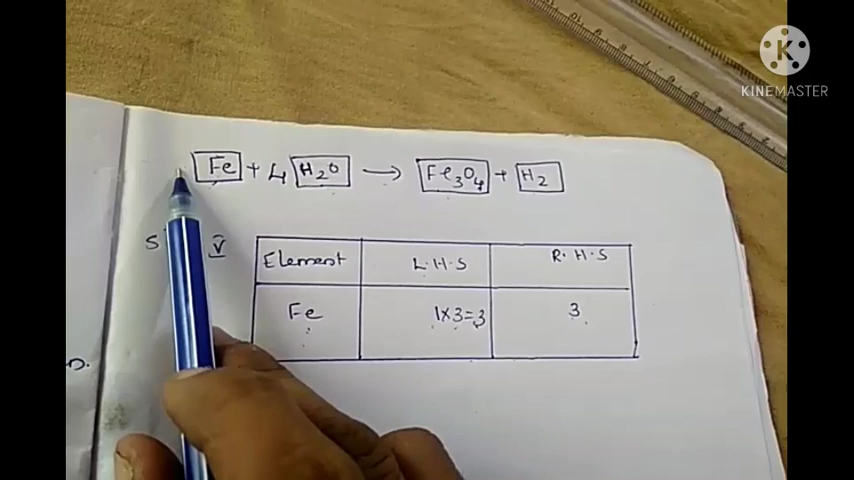 KINEMASTER
Fe + 4 H₂O → Fe₃O₄ + H₂
V
Element L.H.S R.H.S
Fe 1×3=3 3